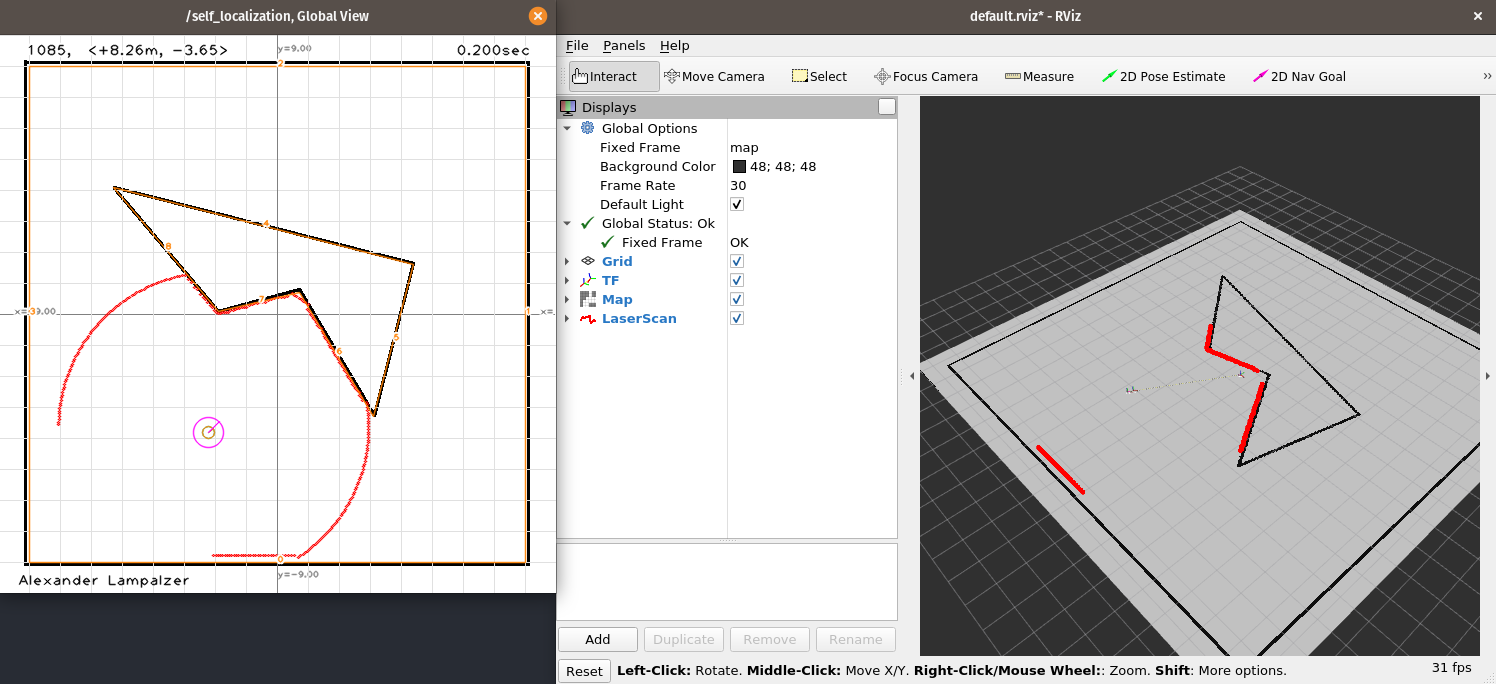 /self_localization, Global View
default.rviz* - RViz
1085, <+8.26m, -3.65>
y=9.00
0.200sec
2
4
8
7
5
6
x=
3
9.00
1
x=
0
y=-9.00
Alexander Lampalzer
File Panels Help
Interact Move Camera Select Focus Camera Measure 2D Pose Estimate 2D Nav Goal »
Displays
Global Options
Fixed Frame map
Background Color 48; 48; 48
Frame Rate 30
Default Light
Global Status: Ok
Fixed Frame OK
Grid
TF
Map
LaserScan
Add Duplicate Remove Rename
Reset Left-Click: Rotate. Middle-Click: Move X/Y. Right-Click/Mouse Wheel:: Zoom. Shift: More options. 31 fps